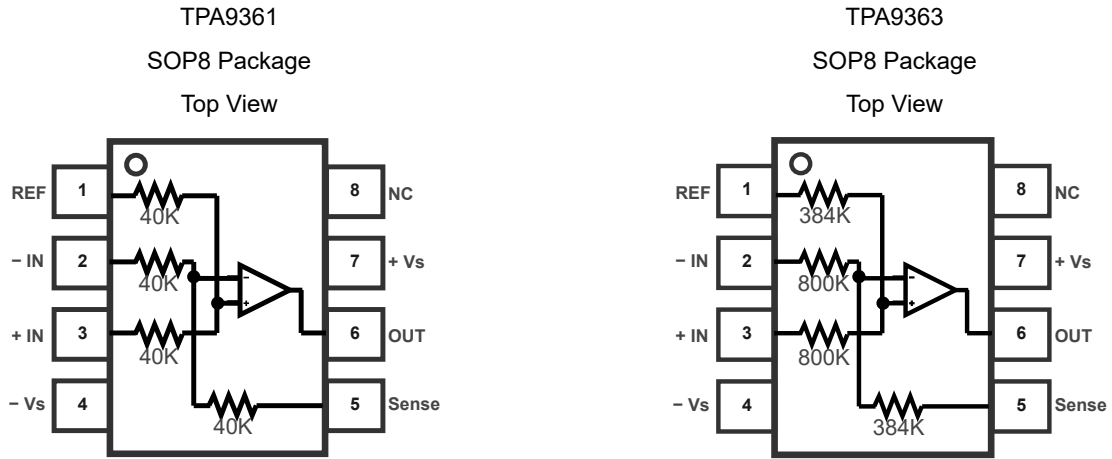 TPA9361
SOP8 Package
Top View
REF 1 40K 8 NC
− IN 2 40K 7 + Vs
− +
+ IN 3 40K 6 OUT
− Vs 4 40K 5 Sense
TPA9363
SOP8 Package
Top View
REF 1 384K 8 NC
− IN 2 800K 7 + Vs
− +
+ IN 3 800K 6 OUT
− Vs 4 384K 5 Sense